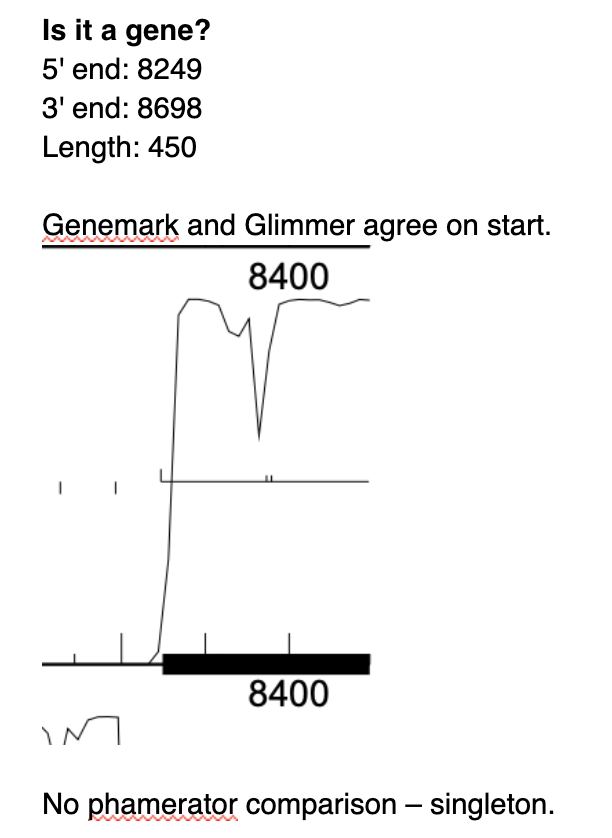 Is it a gene?
5' end: 8249
3' end: 8698
Length: 450
Genemark and Glimmer agree on start.
8400
8400
No phamerator comparison – singleton.